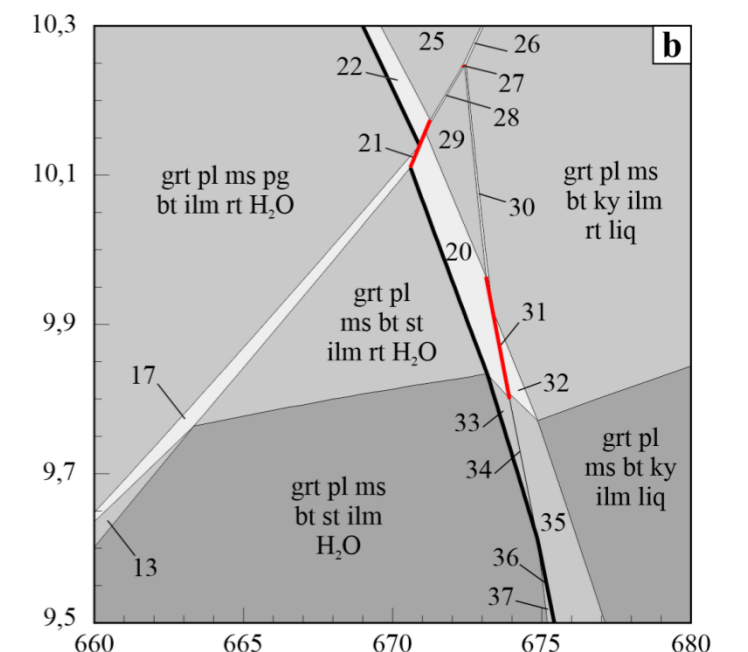 10,3
b
25
26
22
27
28
21
29
10,1
grt pl ms pg
bt ilm rt H₂O
grt pl ms
bt ky ilm
rt liq
30
20
grt pl
ms bt st
ilm rt H₂O
9,9
31
17
32
33
9,7
grt pl
ms bt ky
ilm liq
34
grt pl ms
bt st ilm
H₂O
35
13
36
37
9,5
660
665
670
675
680